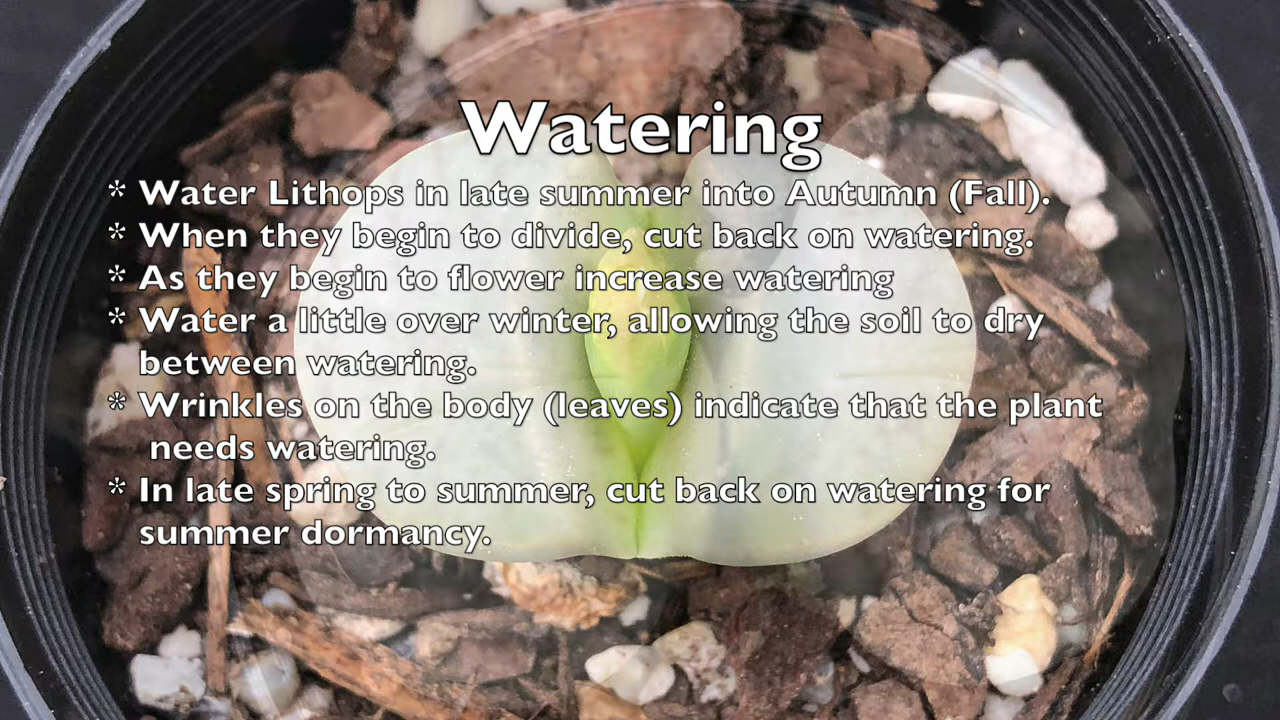 Watering
* Water Lithops in late summer into Autumn (Fall).
* When they begin to divide, cut back on watering.
* As they begin to flower increase watering
* Water a little over winter, allowing the soil to dry
between watering.
* Wrinkles on the body (leaves) indicate that the plant
needs watering.
* In late spring to summer, cut back on watering for
summer dormancy.